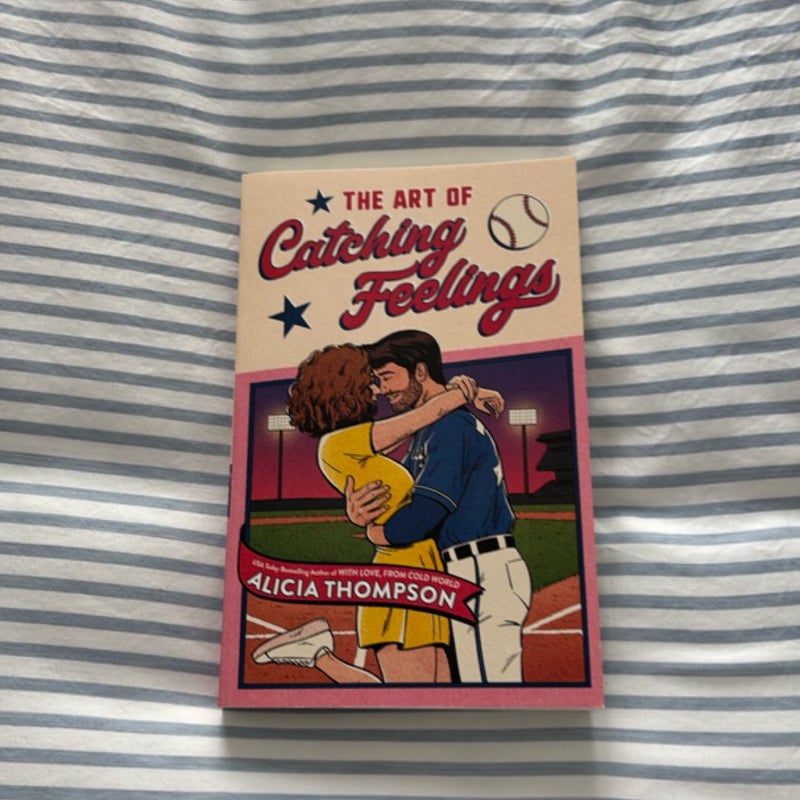 THE ART OF
Catching
Feelings
USA Today Bestselling Author of WITH LOVE, FROM COLD WORLD
ALICIA THOMPSON